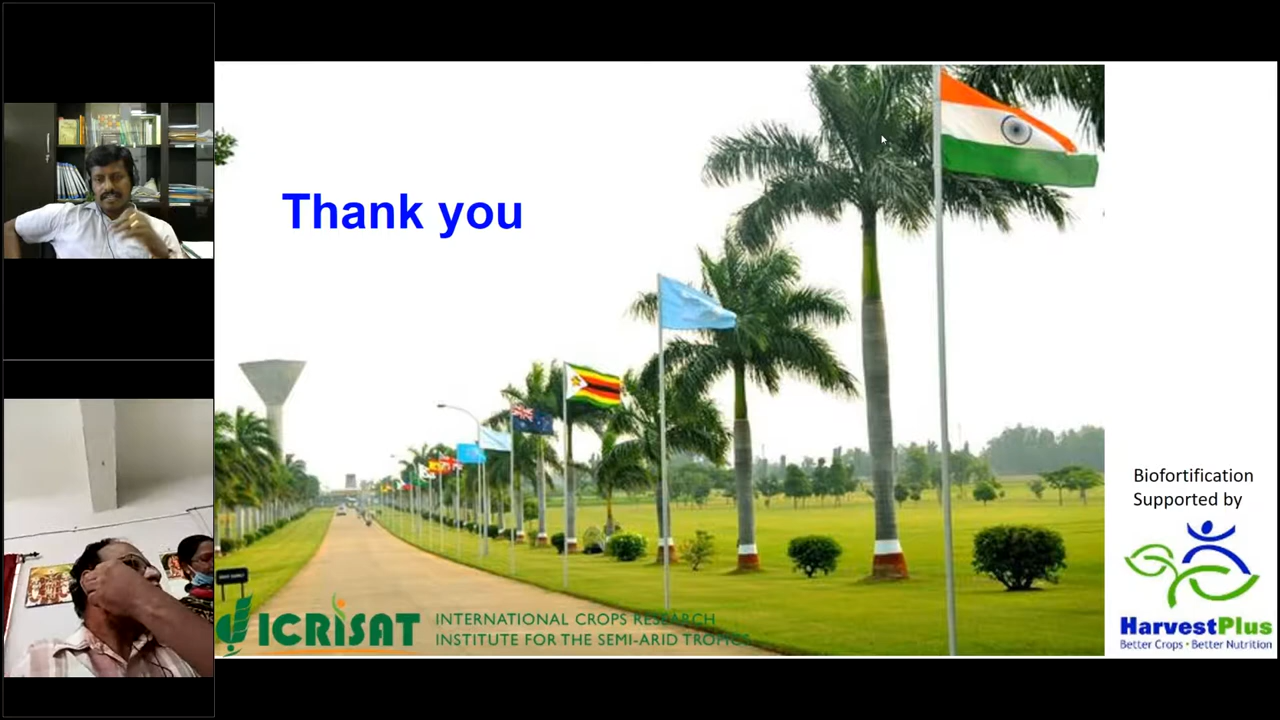 Thank you
Biofortification
Supported by
ICRISAT
INTERNATIONAL CROPS RESEARCH
INSTITUTE FOR THE SEMI-ARID TROPICS
HarvestPlus
Better Crops • Better Nutrition